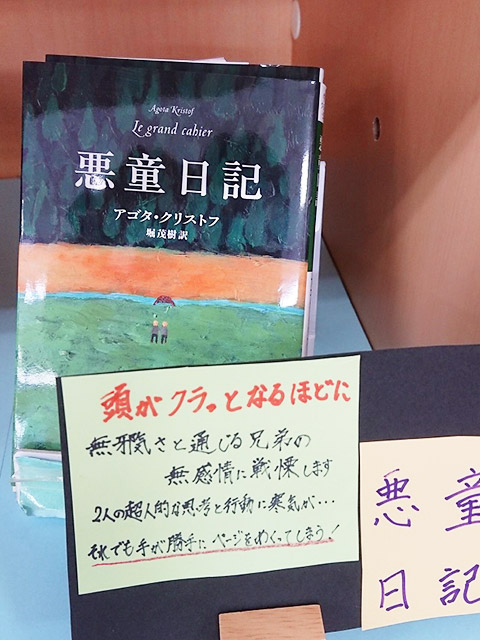 Agota Kristof
Le grand cahier
悪童日記
アゴタ・クリストフ
堀 茂樹 訳
頭がクラっとなるほどに
無邪気さと通じる兄弟の
無感情に戦慄します
2人の超人的な思考と行動に寒気が…
それでも手が勝手にページをめくってしまう!
悪童
日記